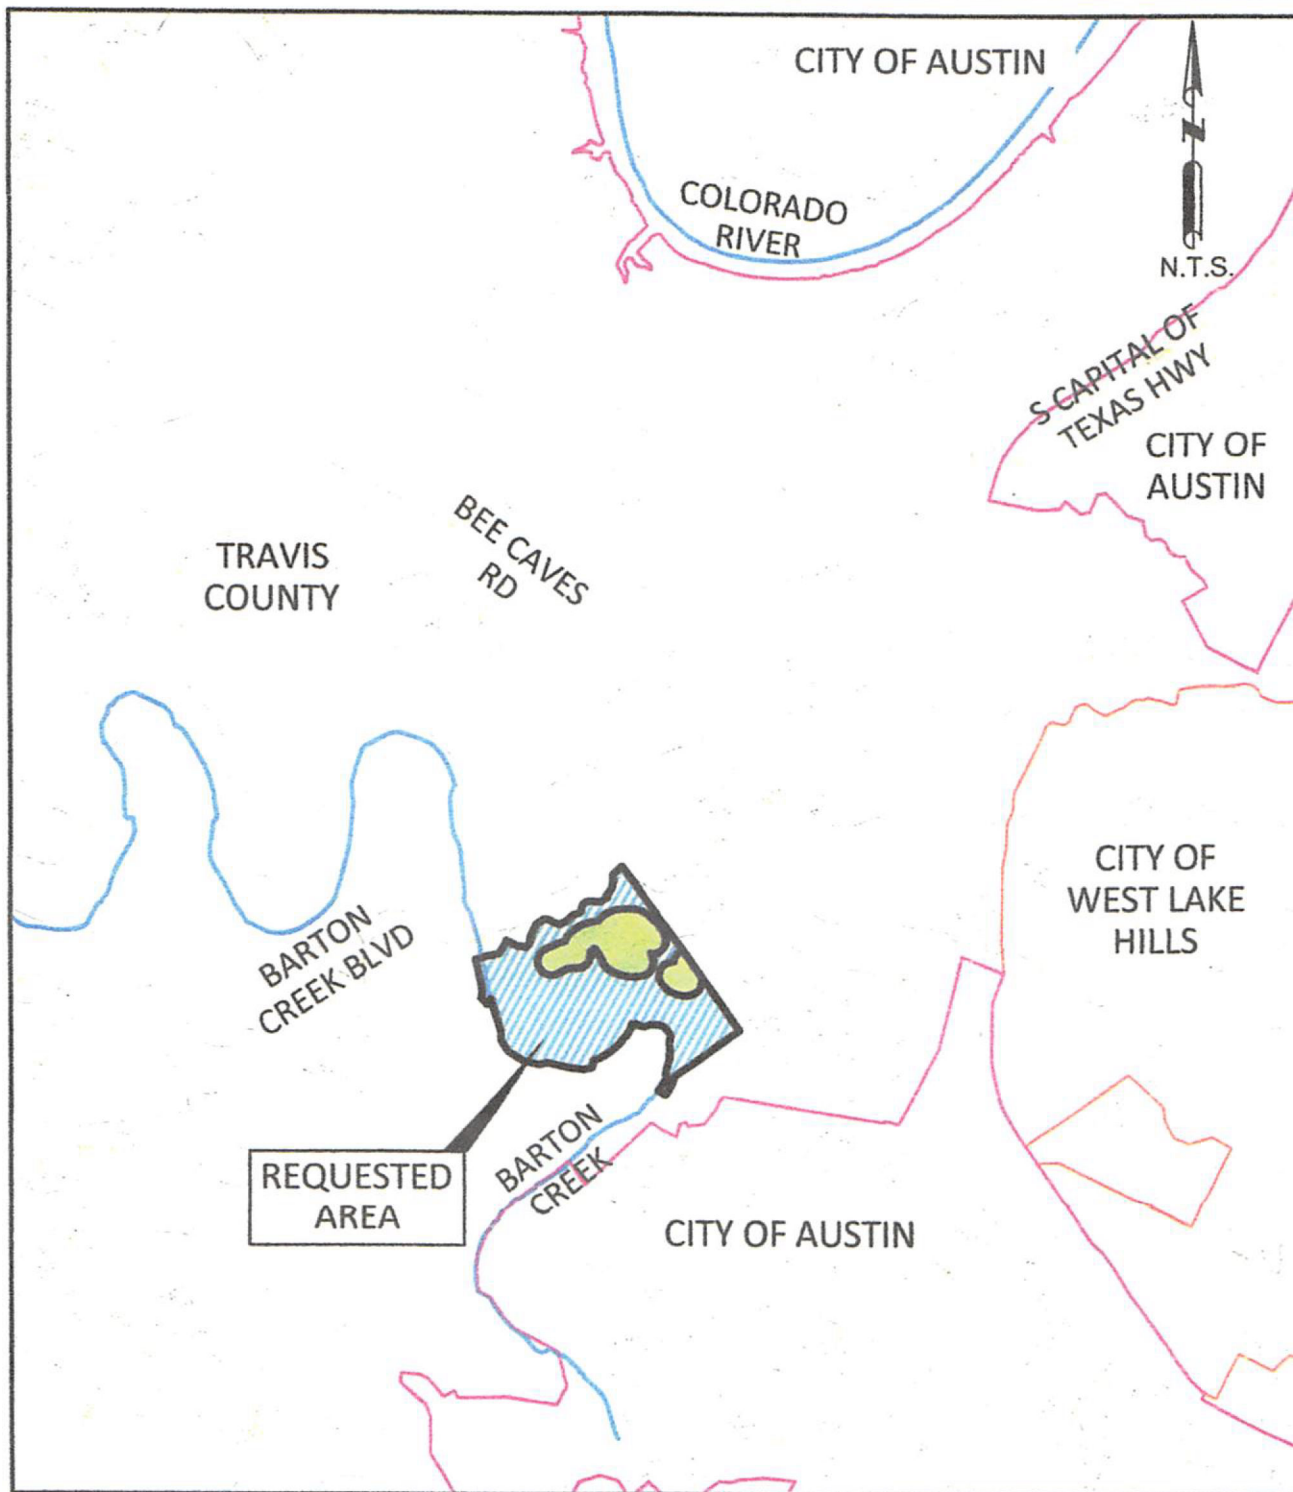 CITY OF AUSTIN
COLORADO
RIVER
N
N.T.S.
S CAPITAL OF
TEXAS HWY
CITY OF
AUSTIN
BEE CAVES
RD
TRAVIS
COUNTY
CITY OF
WEST LAKE
HILLS
BARTON
CREEK BLVD
BARTON
CREEK
REQUESTED
AREA
CITY OF AUSTIN